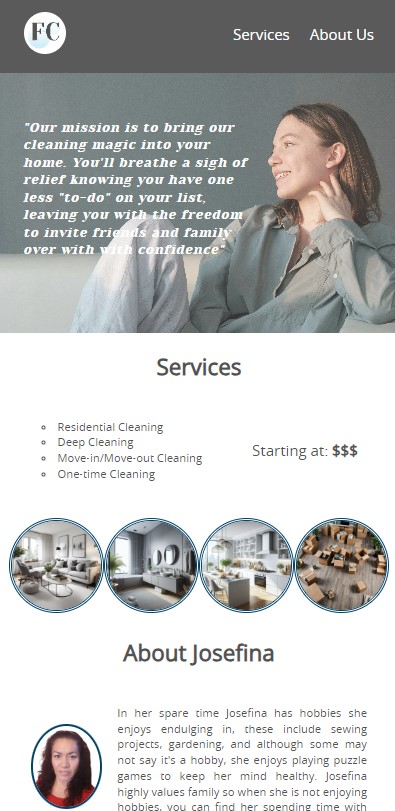 FC
Services About Us
"Our mission is to bring our
cleaning magic into your
home. You'll breathe a sigh of
relief knowing you have one
less "to-do" on your list,
leaving you with the freedom
to invite friends and family
over with with confidence"
Services
Residential Cleaning
Deep Cleaning
Move-in/Move-out Cleaning
One-time Cleaning
Starting at: $$$
About Josefina
In her spare time Josefina has hobbies she
enjoys endulging in, these include sewing
projects, gardening, and although some may
not say it's a hobby, she enjoys playing puzzle
games to keep her mind healthy. Josefina
highly values family so when she is not enjoying
hobbies, you can find her spending time with